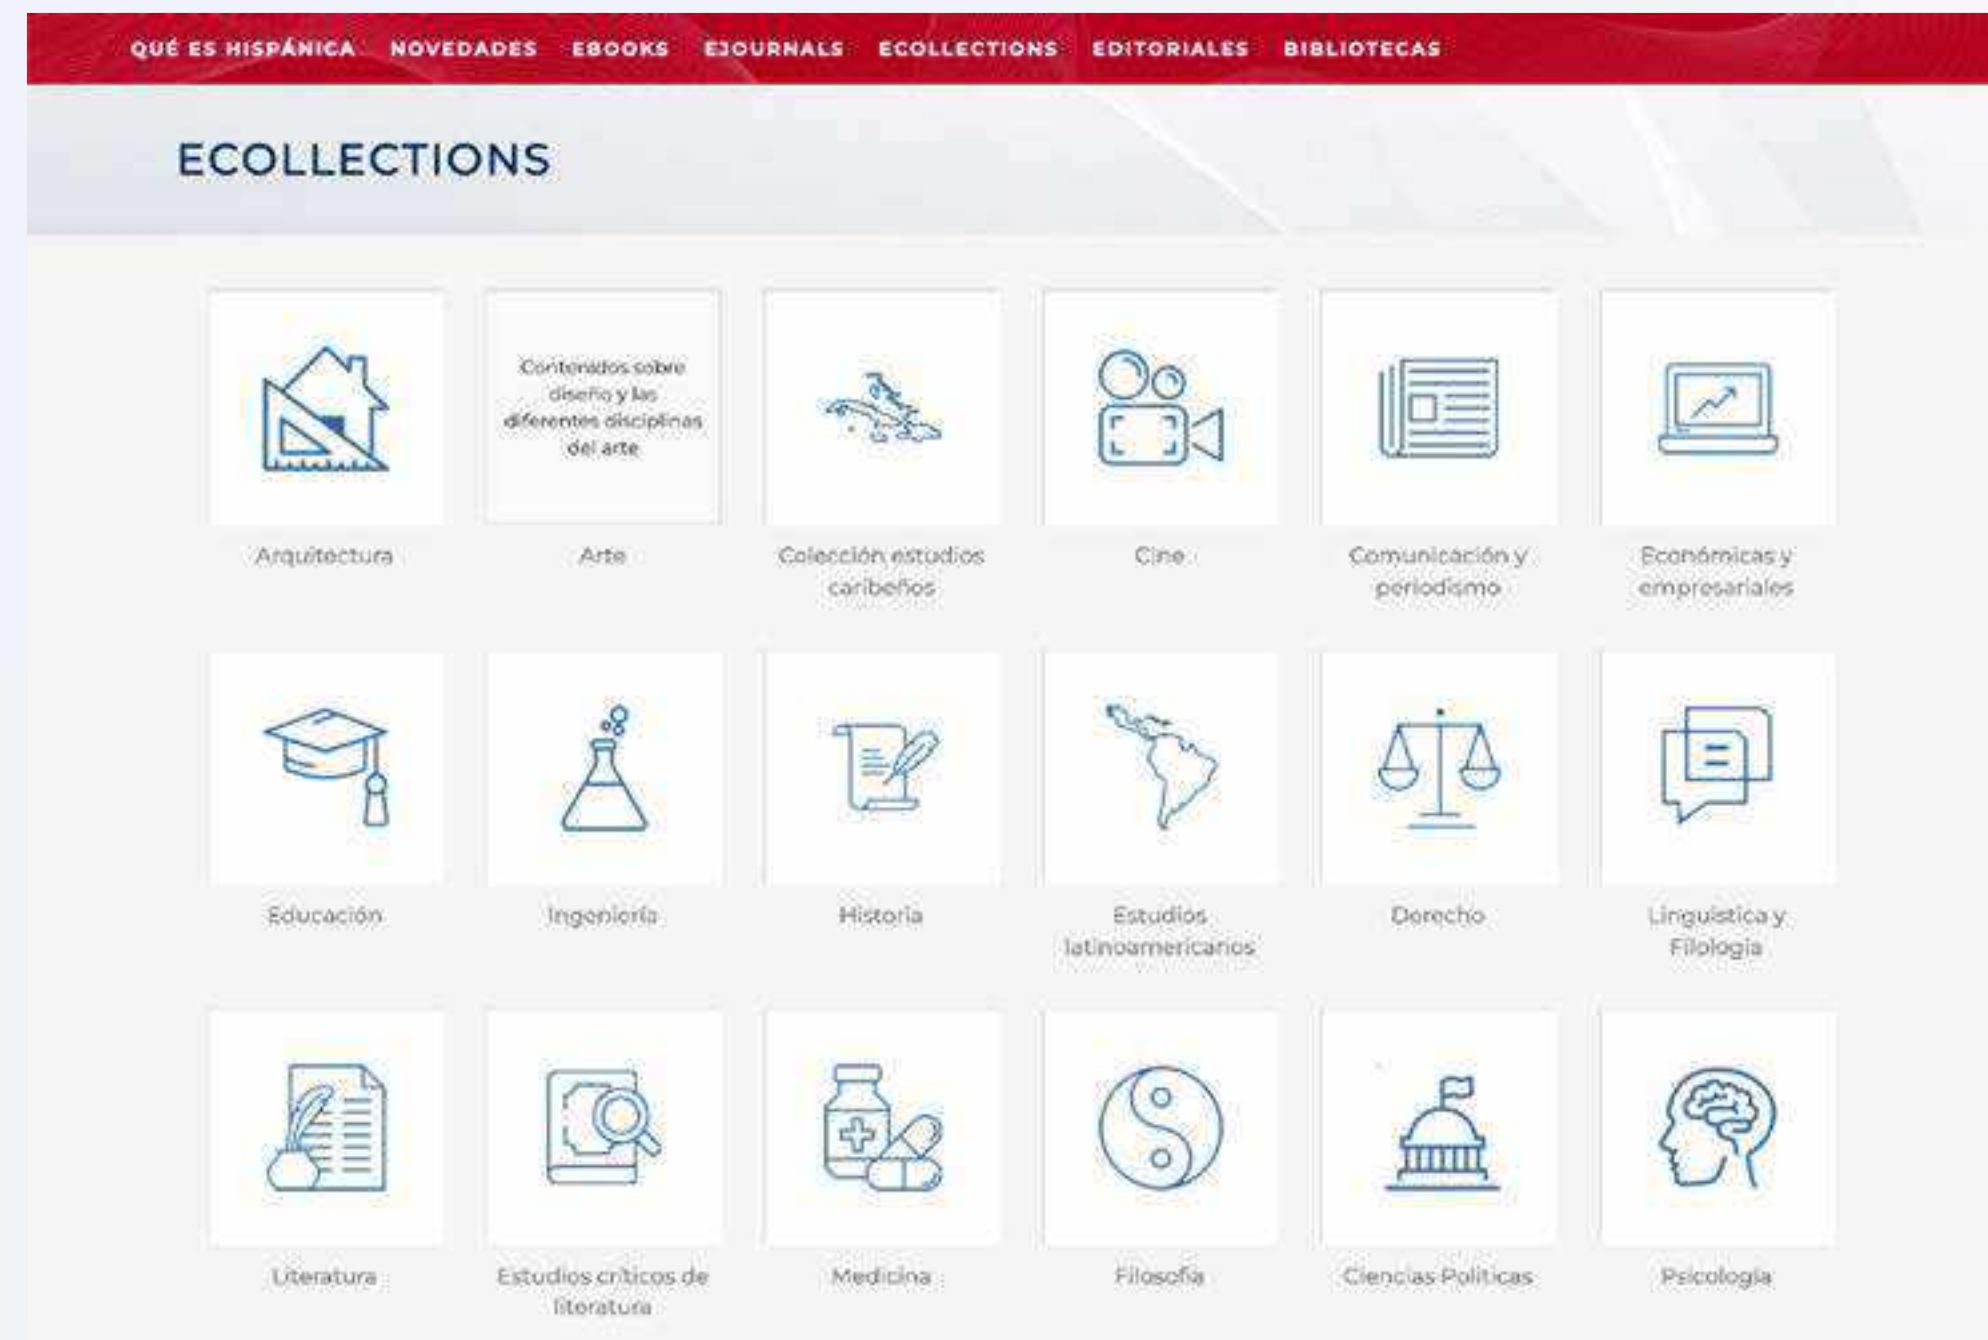 QUÉ ES HISPÁNICA NOVEDADES EBOOKS EJOURNALS ECOLLECTIONS EDITORIALES BIBLIOTECAS
ECOLLECTIONS
Contenidos sobre
diseño y las
diferentes disciplinas
del arte
Arquitectura
Arte
Colección estudios
caribeños
Cine
Comunicación y
periodismo
Económicas y
empresariales
Educación
Ingeniería
Historia
Estudios
latinoamericanos
Derecho
Linguistica y
Filología
Literatura
Estudios críticos de
literatura
Medicina
Filosofía
Ciencias Políticas
Psicología